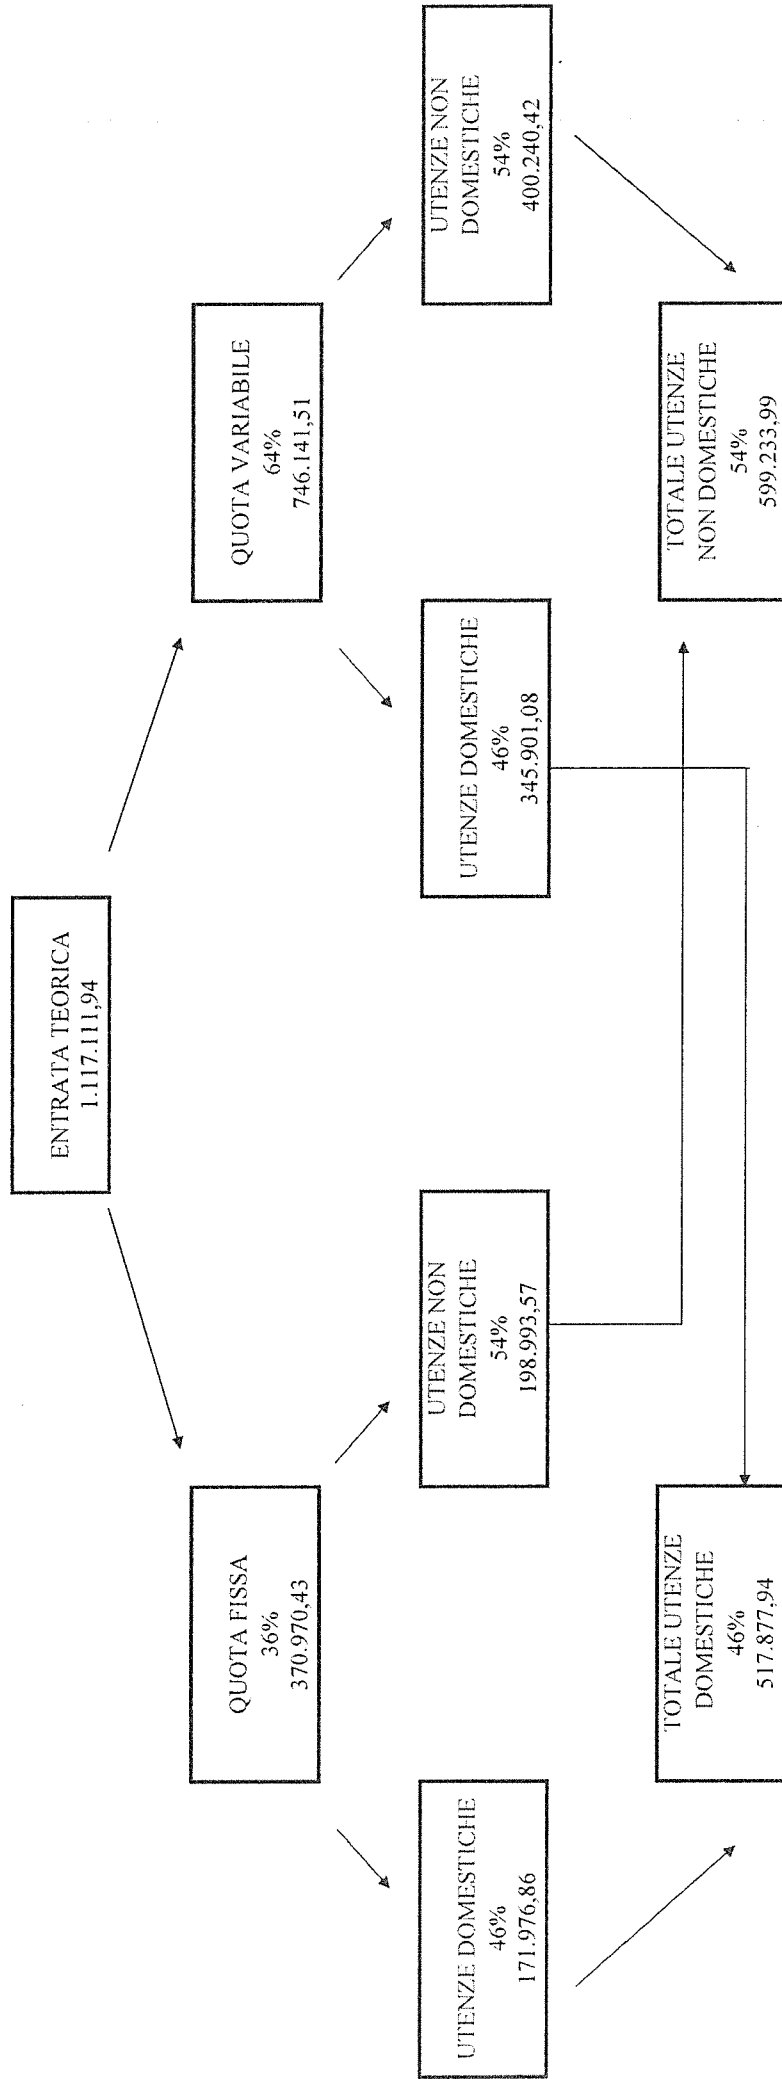 ENTRATA TEORICA
1.117.111,94
QUOTA FISSA
36%
370.970,43
QUOTA VARIABILE
64%
746.141,51
UTENZE DOMESTICHE
46%
171.976,86
UTENZE NON
DOMESTICHE
54%
198.993,57
UTENZE DOMESTICHE
46%
345.901,08
UTENZE NON
DOMESTICHE
54%
400.240,42
TOTALE UTENZE
DOMESTICHE
46%
517.877,94
TOTALE UTENZE
NON DOMESTICHE
54%
599.233,99